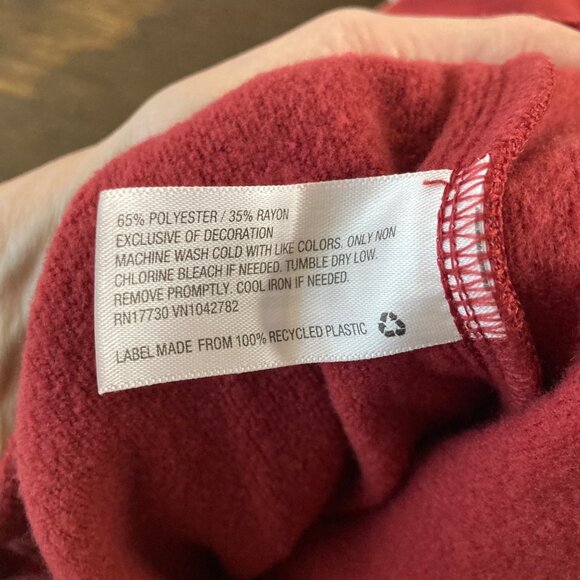 65% POLYESTER / 35% RAYON
EXCLUSIVE OF DECORATION
MACHINE WASH COLD WITH LIKE COLORS. ONLY NON
CHLORINE BLEACH IF NEEDED. TUMBLE DRY LOW.
REMOVE PROMPTLY. COOL IRON IF NEEDED.
RN17730 VN1042782
LABEL MADE FROM 100% RECYCLED PLASTIC